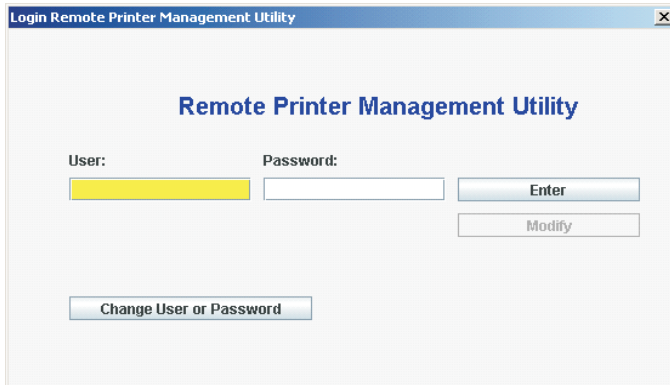 Login Remote Printer Management Utility
Remote Printer Management Utility
User: Password:
Enter
Modify
Change User or Password